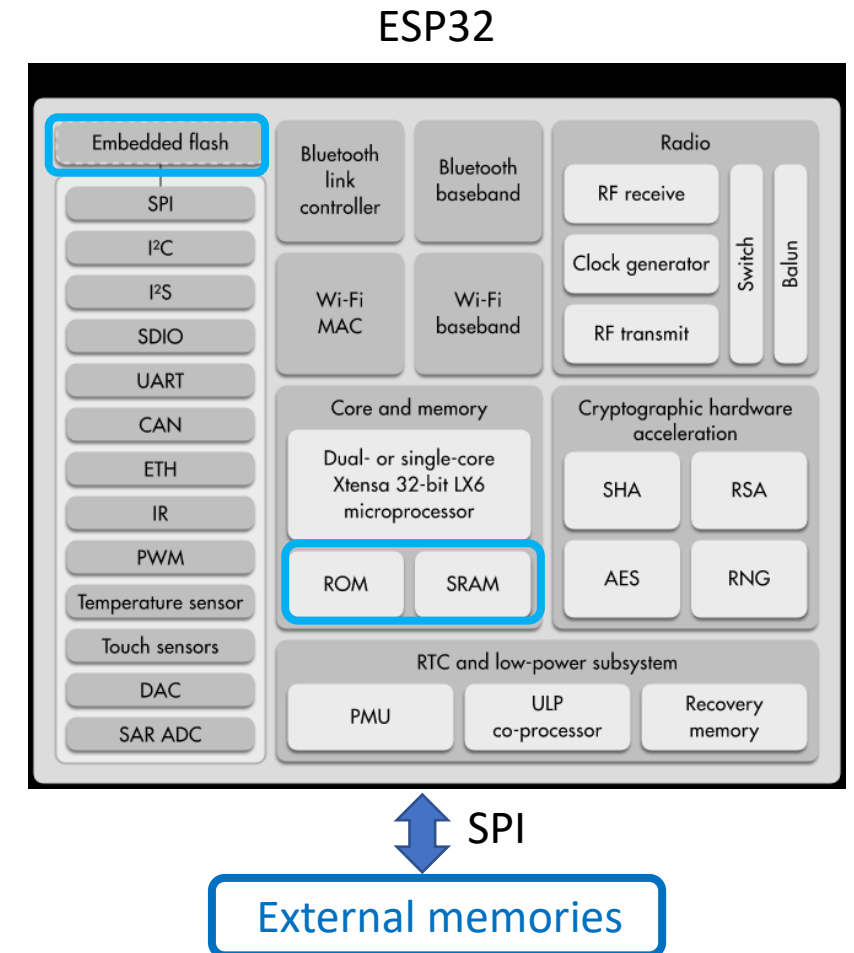 ESP32
Embedded flash
SPI
I²C
I²S
SDIO
UART
CAN
ETH
IR
PWM
Temperature sensor
Touch sensors
DAC
SAR ADC
Bluetooth
link
controller
Bluetooth
baseband
Wi-Fi
MAC
Wi-Fi
baseband
Radio
RF receive
Clock generator
RF transmit
Switch
Balun
Core and memory
Dual- or single-core
Xtensa 32-bit LX6
microprocessor
ROM
SRAM
Cryptographic hardware
acceleration
SHA
RSA
AES
RNG
RTC and low-power subsystem
PMU
ULP
co-processor
Recovery
memory
SPI
External memories